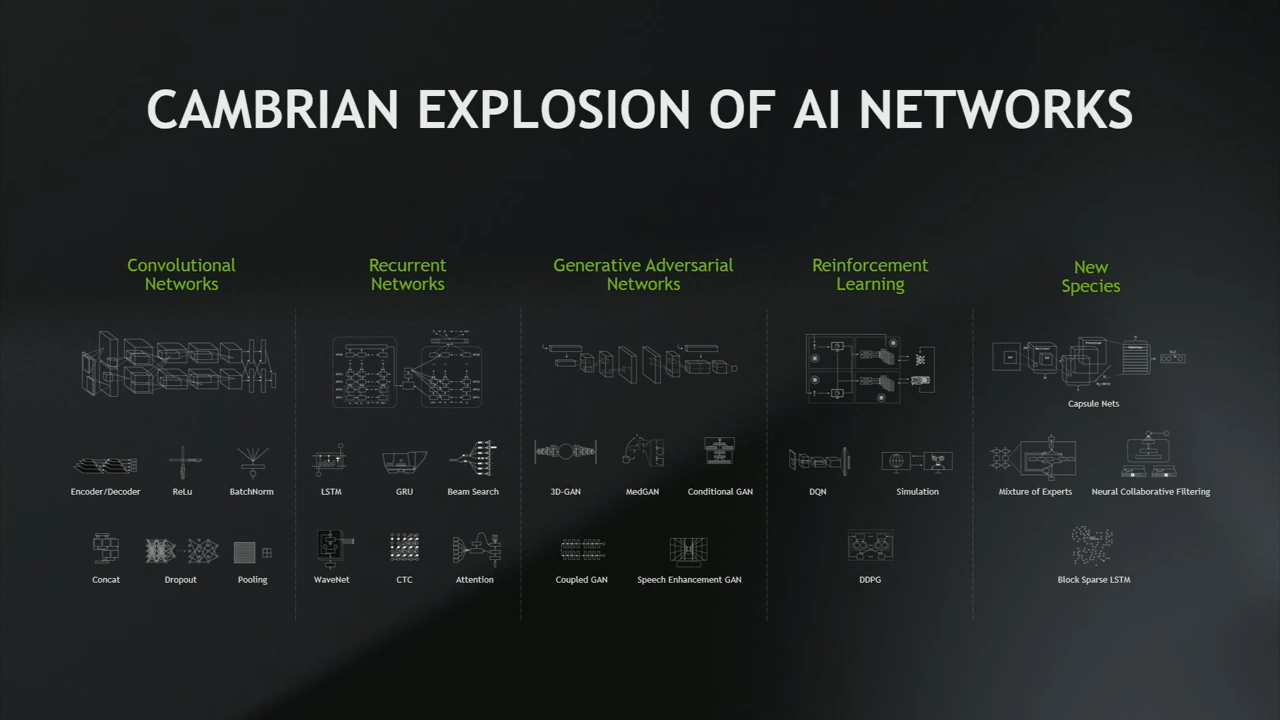 CAMBRIAN EXPLOSION OF AI NETWORKS
Convolutional
Networks
Recurrent
Networks
Generative Adversarial
Networks
Reinforcement
Learning
New
Species
Capsule Nets
Encoder/Decoder
ReLu
BatchNorm
LSTM
GRU
Beam Search
3D-GAN
MedGAN
Conditional GAN
DQN
Simulation
Mixture of Experts
Neural Collaborative Filtering
Concat
Dropout
Pooling
WaveNet
CTC
Attention
Coupled GAN
Speech Enhancement GAN
DDPG
Block Sparse LSTM